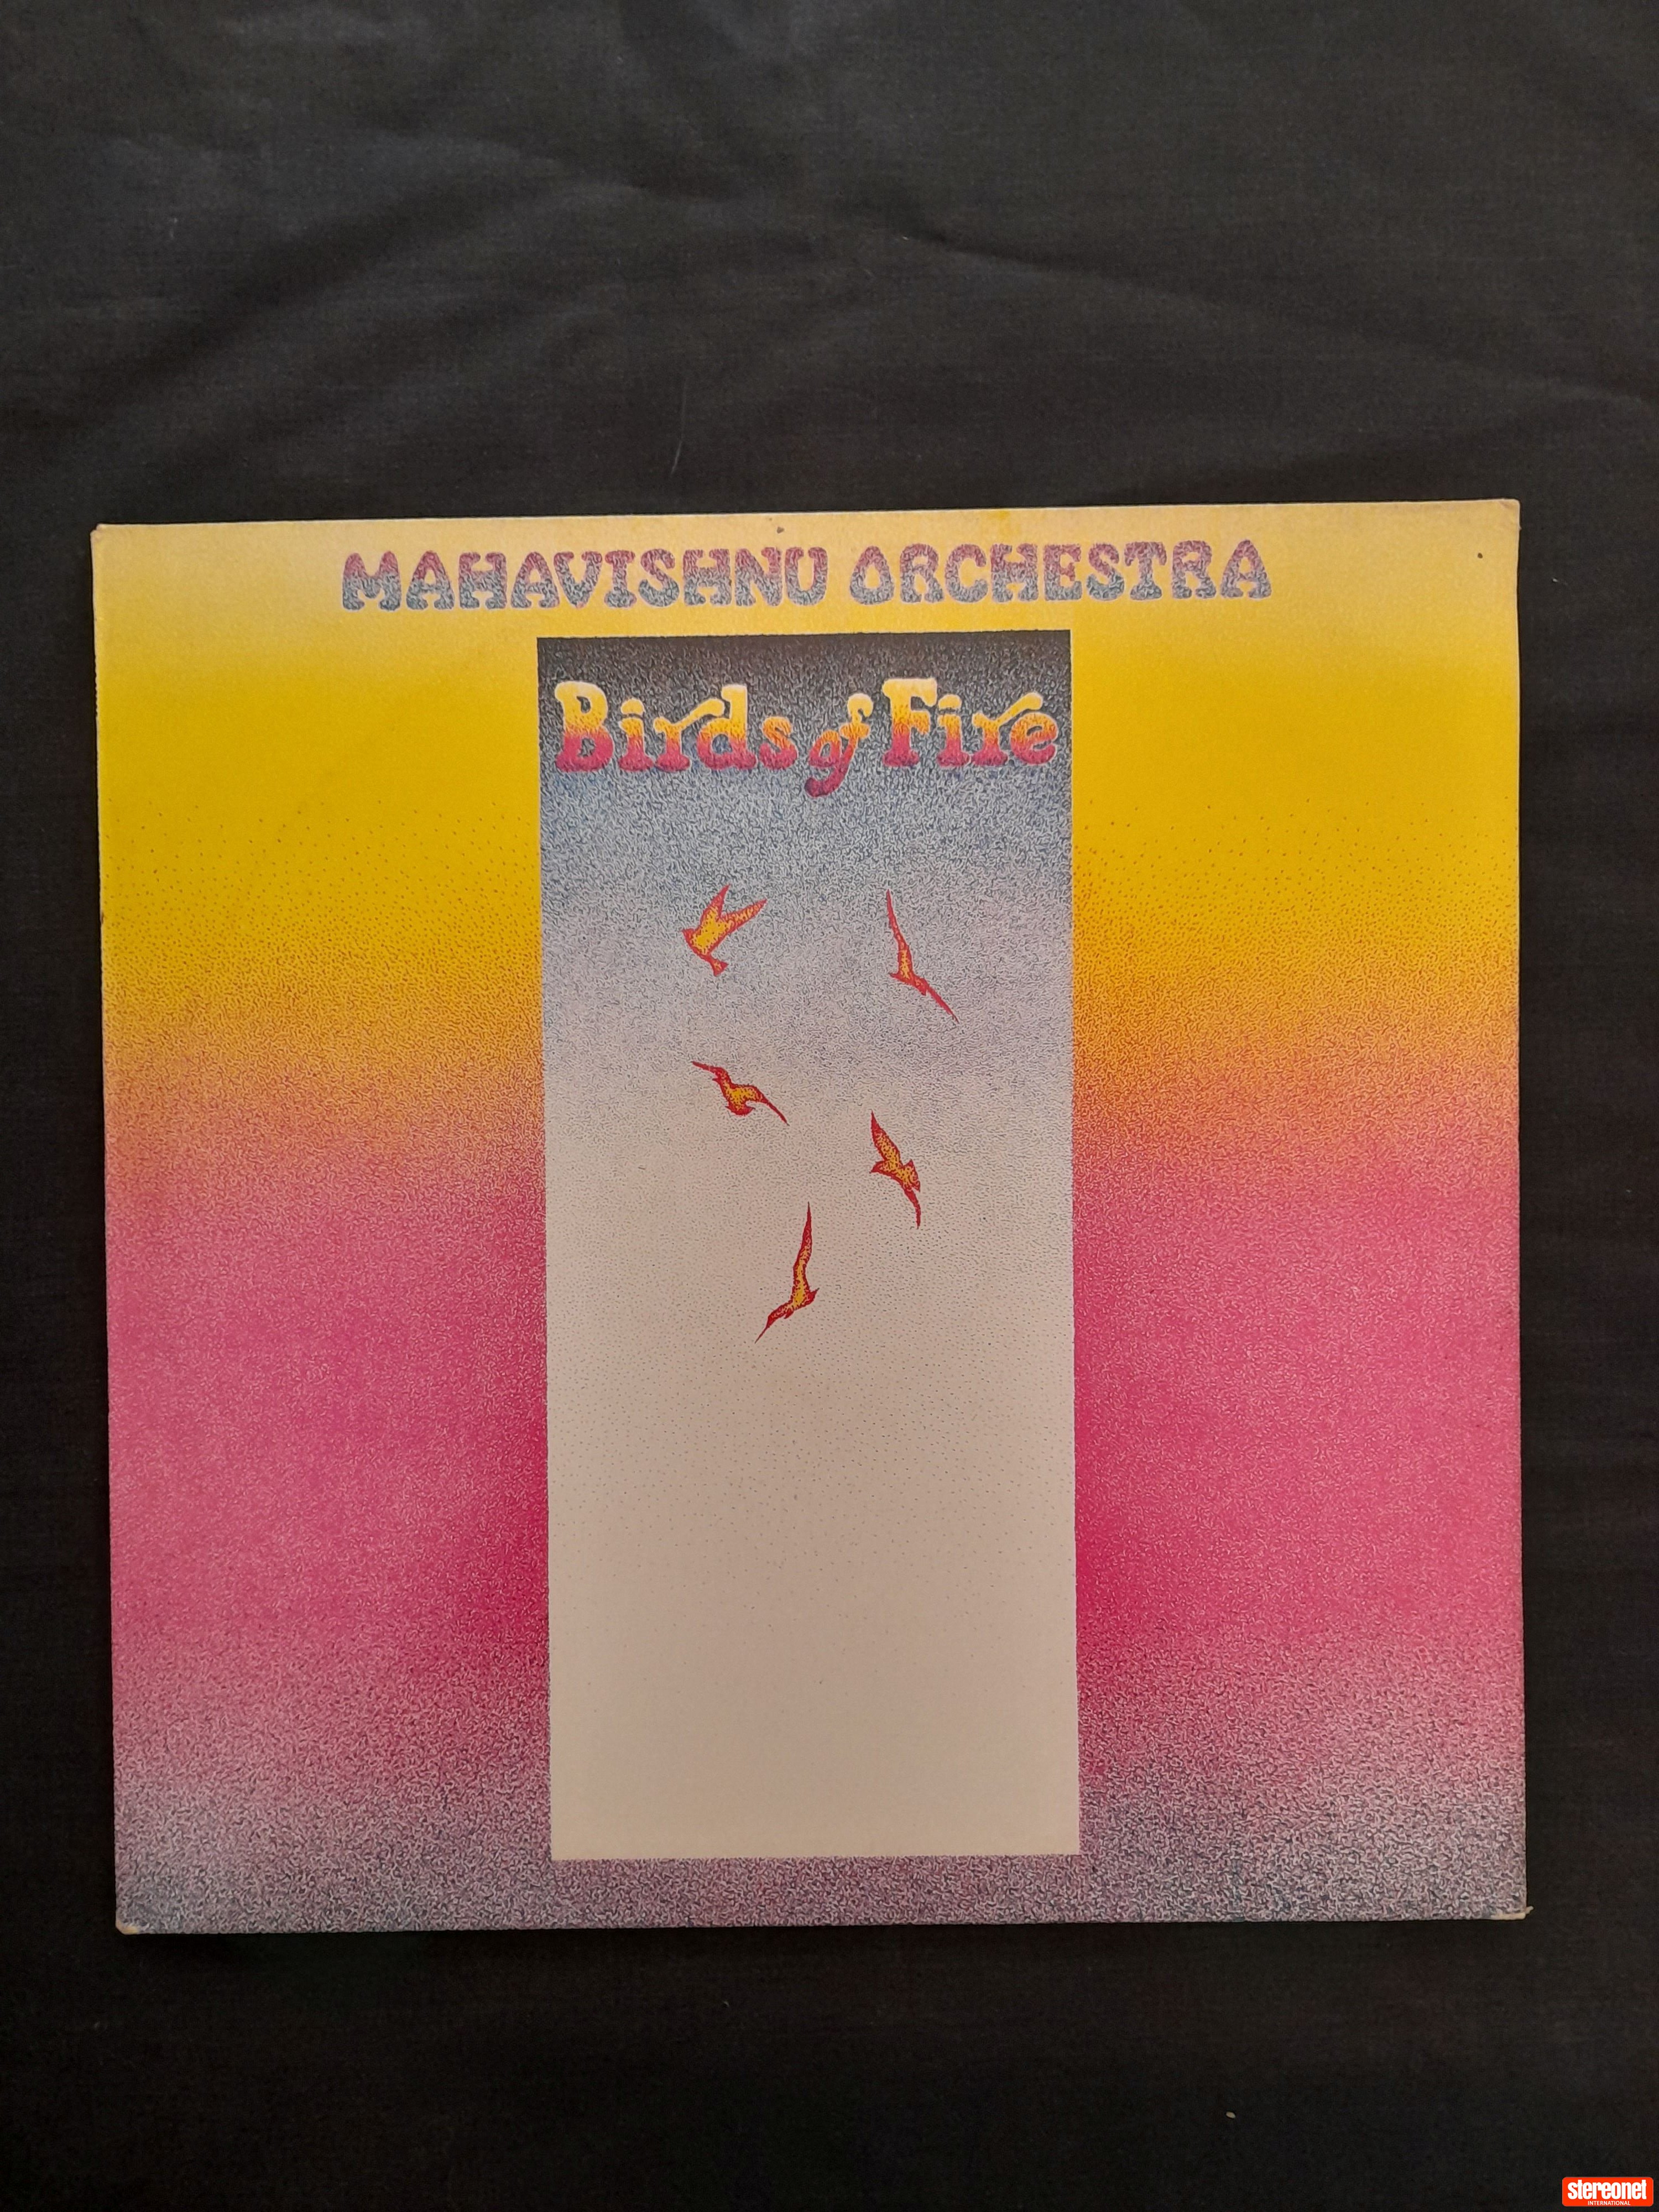 MAHAVISHNU ORCHESTRA
Birds of Fire
stereonet
INTERNATIONAL